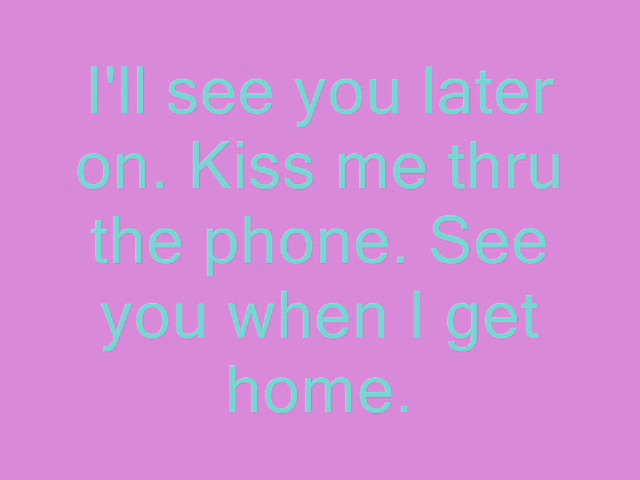 I'll see you later
on. Kiss me thru
the phone. See
you when I get
home.